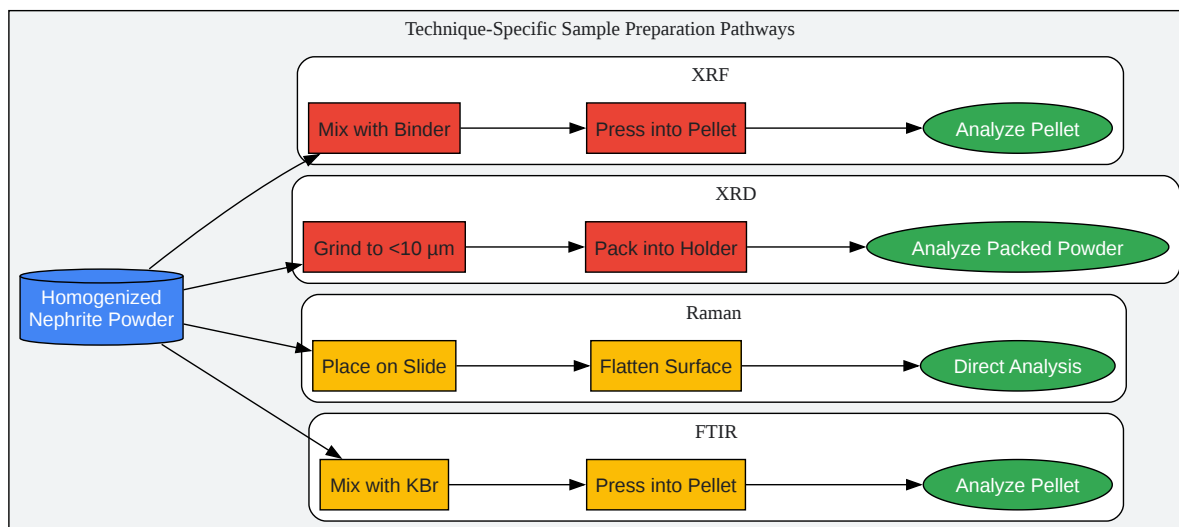 Technique-Specific Sample Preparation Pathways
XRF
Mix with Binder
Press into Pellet
Analyze Pellet
XRD
Grind to <10 µm
Pack into Holder
Analyze Packed Powder
Homogenized
Nephrite Powder
Raman
Place on Slide
Flatten Surface
Direct Analysis
FTIR
Mix with KBr
Press into Pellet
Analyze Pellet